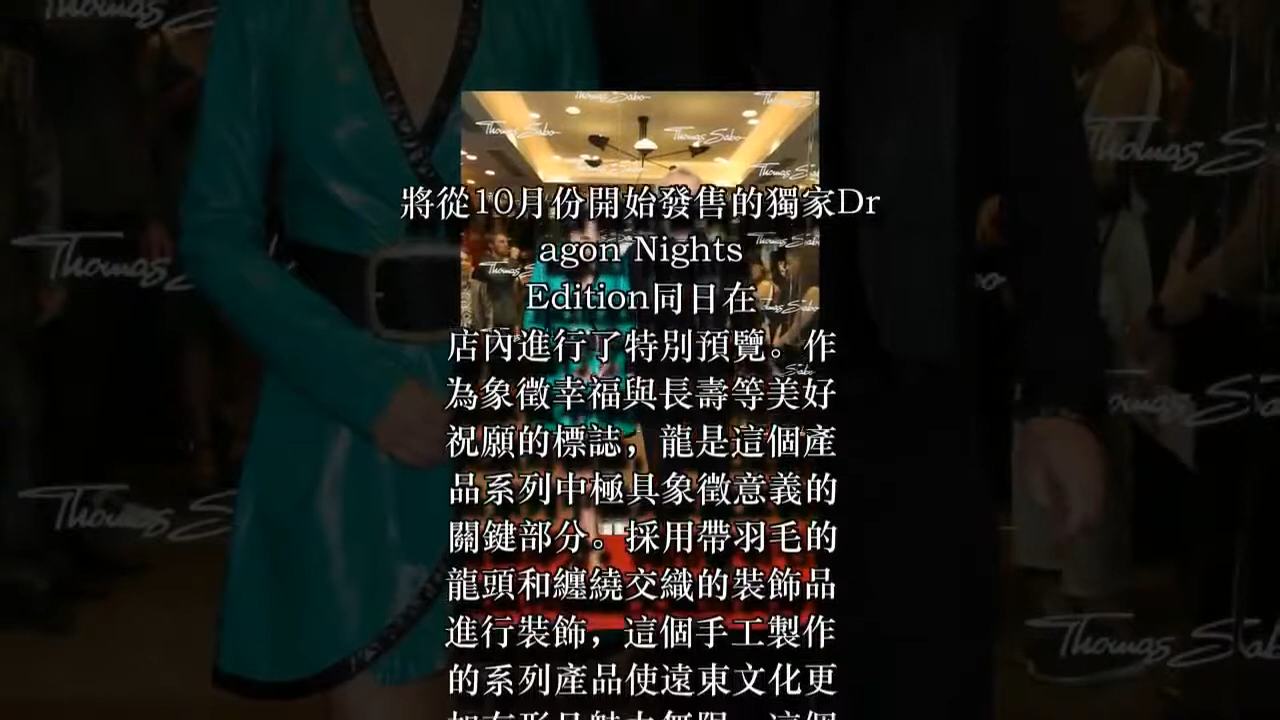 Thomas Sabo
Thomas Sabo
Thomas Sabo
Thomas Sabo
Thomas Sabo
將從10月份開始發售的獨家Dr
agon Nights
Edition同日在
店內進行了特別預覽。作
為象徵幸福與長壽等美好
祝願的標誌，龍是這個產
品系列中極具象徵意義的
關鍵部分。採用帶羽毛的
龍頭和纏繞交織的裝飾品
進行裝飾，這個手工製作
的系列產品使遠東文化更
Thomas Sabo